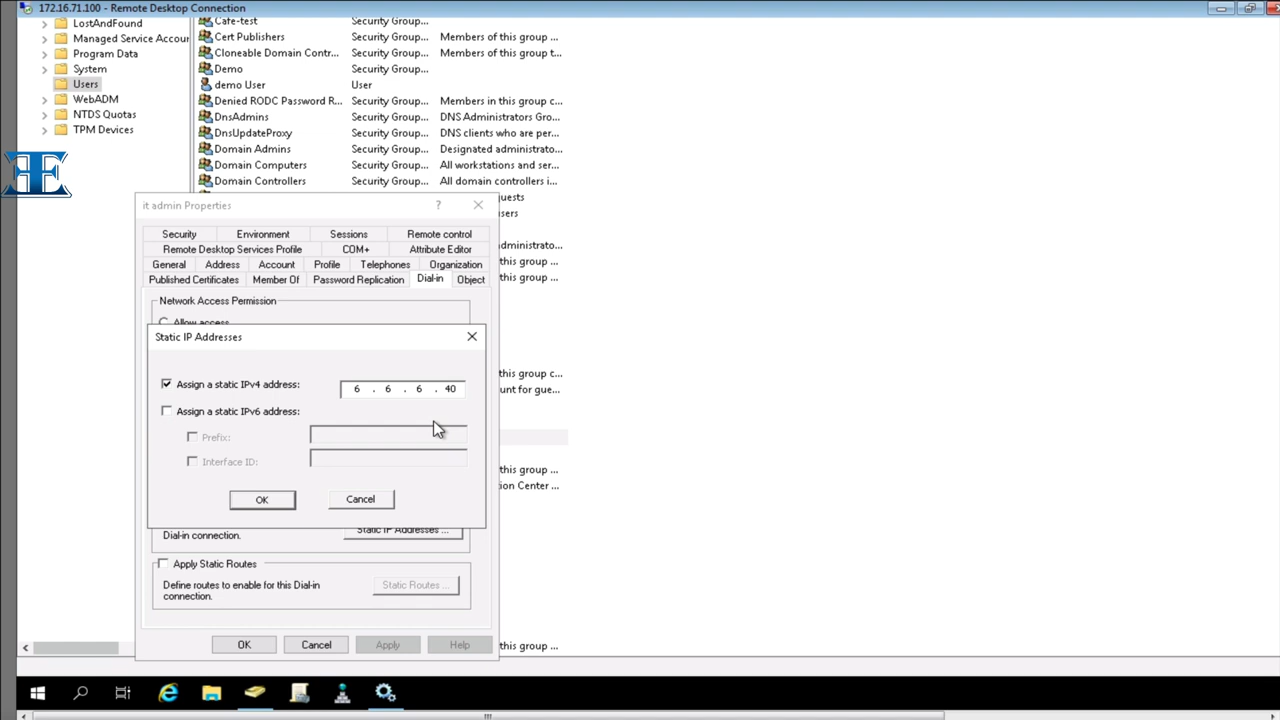 172.16.71.100 - Remote Desktop Connection
LostAndFound
Managed Service Accour
Program Data
System
Users
WebADM
NTDS Quotas
TPM Devices
Cafe-test Security Group...
Cert Publishers Security Group... Members of this group ...
Cloneable Domain Contr... Security Group... Members of this group t...
Demo Security Group...
demo User User
Denied RODC Password R... Security Group... Members in this group c...
DnsAdmins Security Group... DNS Administrators Gro...
DnsUpdateProxy Security Group... DNS clients who are per...
Domain Admins Security Group... Designated administrato...
Domain Computers Security Group... All workstations and ser...
Domain Controllers Security Group... All domain controllers i...
uests
sers
dministrato...
this group ...
this group ...
this group c...
unt for gue...
this group ...
ion Center ...
this group ...
it admin Properties ?
Security Environment Sessions Remote control
Remote Desktop Services Profile COM+ Attribute Editor
General Address Account Profile Telephones Organization
Published Certificates Member Of Password Replication Dial-in Object
Network Access Permission
Allow access
Static IP Addresses
Assign a static IPv4 address: 6 . 6 . 6 . 40
Assign a static IPv6 address:
Prefix:
Interface ID:
OK Cancel
Dial-in connection. Static IP Addresses ...
Apply Static Routes
Define routes to enable for this Dial-in
connection.
Static Routes ...
OK Cancel Apply Help